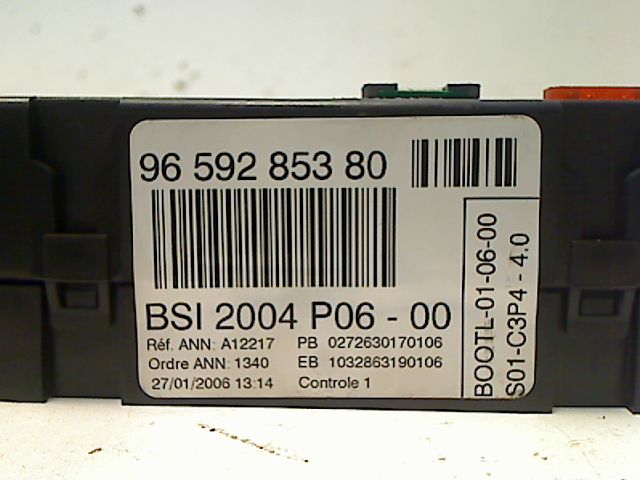 96 592 853 80
BSI 2004 P06 - 00
Réf. ANN: A12217 PB 0272630170106
Ordre ANN: 1340 EB 1032863190106
27/01/2006 13:14 Controle 1
BOOTL-01-06-00
S01-C3P4 - 4.0